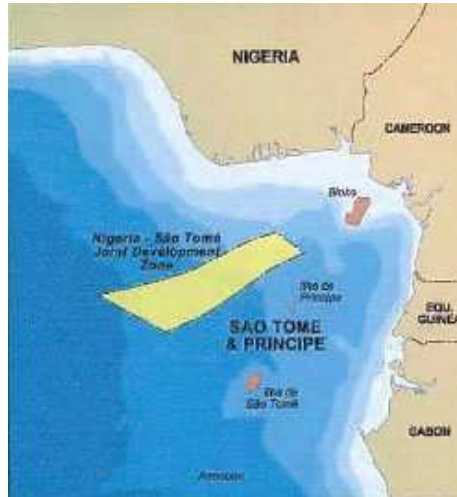 NIGERIA
CAMEROON
Bioko
Nigeria - São Tomé
Joint Development
Zone
Ilha de
Príncipe
EQU.
GUINEA
SAO TOME
& PRINCIPE
Ilha de
São Tomé
GABON